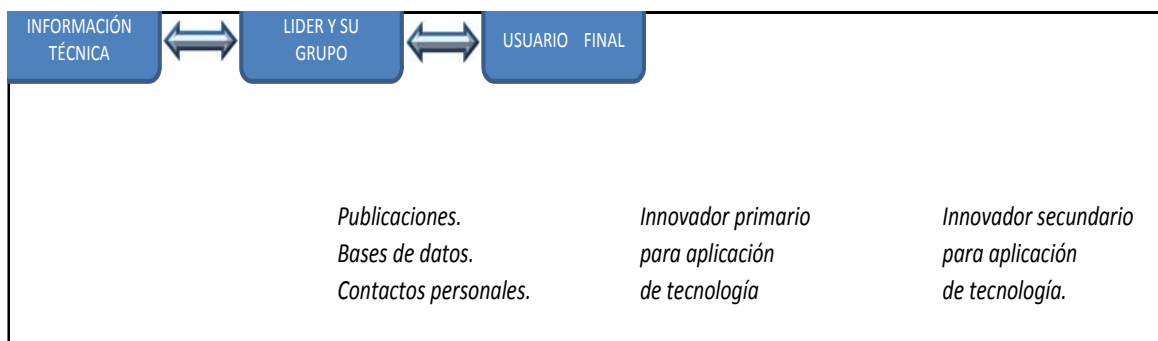 INFORMACIÓN
TÉCNICA
LIDER Y SU
GRUPO
USUARIO FINAL
Publicaciones.
Bases de datos.
Contactos personales.
Innovador primario
para aplicación
de tecnología
Innovador secundario
para aplicación
de tecnología.